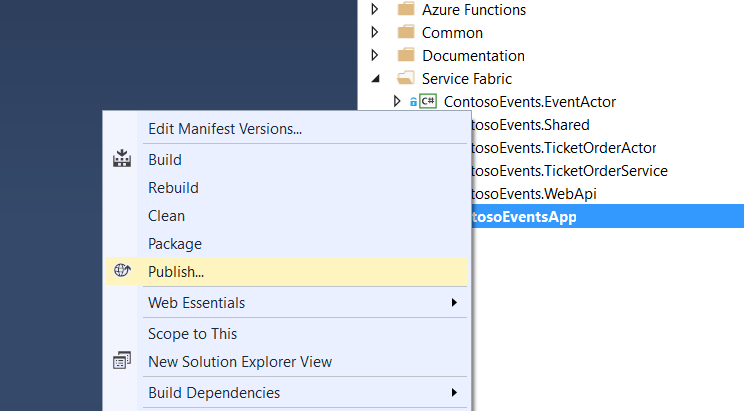 Azure Functions
Common
Documentation
Service Fabric
C# ContosoEvents.EventActor
tosoEvents.Shared
tosoEvents.TicketOrderActor
tosoEvents.TicketOrderService
tosoEvents.WebApi
tosoEventsApp
Edit Manifest Versions...
Build
Rebuild
Clean
Package
Publish...
Web Essentials
Scope to This
New Solution Explorer View
Build Dependencies